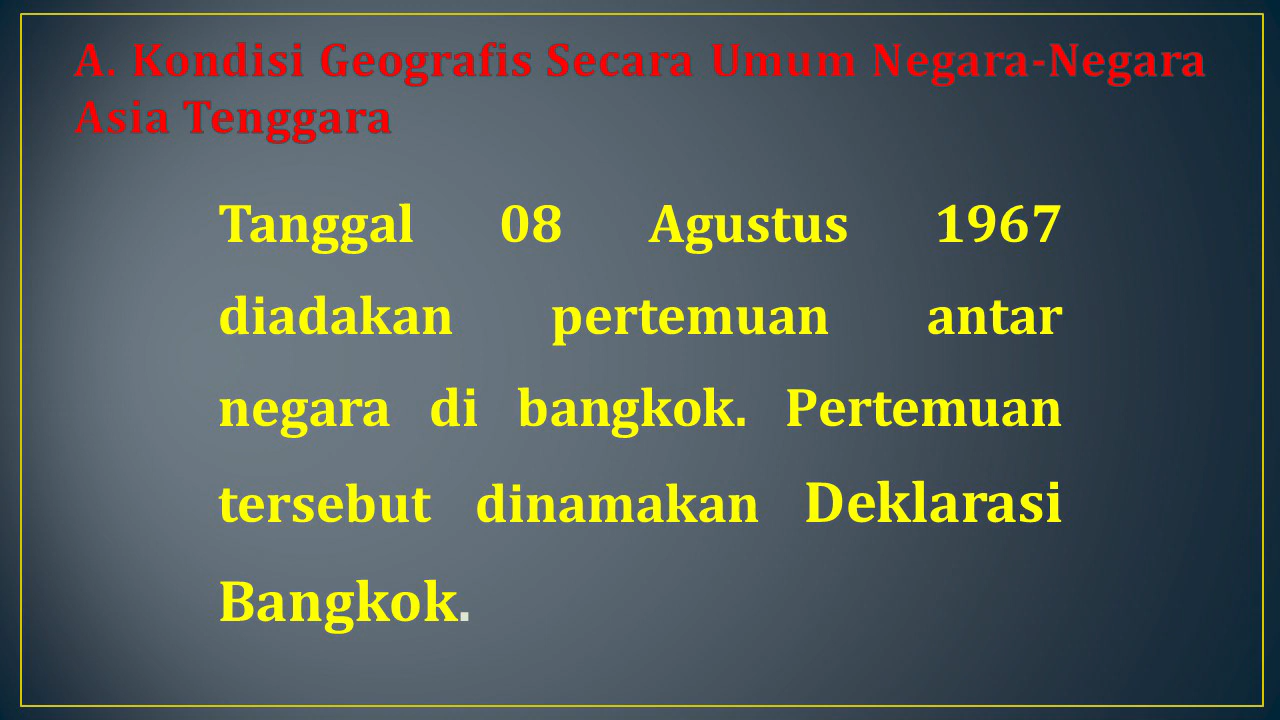 A. Kondisi Geografis Secara Umum Negara-Negara
Asia Tenggara
Tanggal 08 Agustus 1967
diadakan pertemuan antar
negara di bangkok. Pertemuan
tersebut dinamakan Deklarasi
Bangkok.